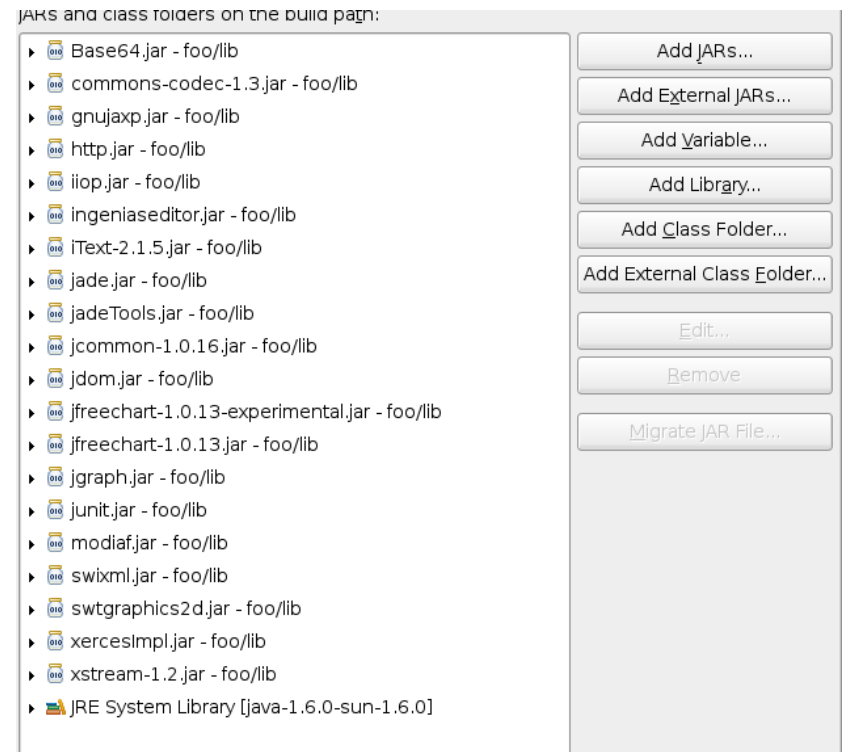 JARs and class folders on the build path:
Base64.jar - foo/lib
commons-codec-1.3.jar - foo/lib
gnujaxp.jar - foo/lib
http.jar - foo/lib
iiop.jar - foo/lib
ingeniaseditor.jar - foo/lib
iText-2.1.5.jar - foo/lib
jade.jar - foo/lib
jadeTools.jar - foo/lib
jcommon-1.0.16.jar - foo/lib
jdom.jar - foo/lib
jfreechart-1.0.13-experimental.jar - foo/lib
jfreechart-1.0.13.jar - foo/lib
jgraph.jar - foo/lib
junit.jar - foo/lib
modiaf.jar - foo/lib
swixml.jar - foo/lib
swtgraphics2d.jar - foo/lib
xercesImpl.jar - foo/lib
xstream-1.2.jar - foo/lib
JRE System Library [java-1.6.0-sun-1.6.0]
Add JARs...
Add External JARs...
Add Variable...
Add Library...
Add Class Folder...
Add External Class Folder...
Edit...
Remove
Migrate JAR File...